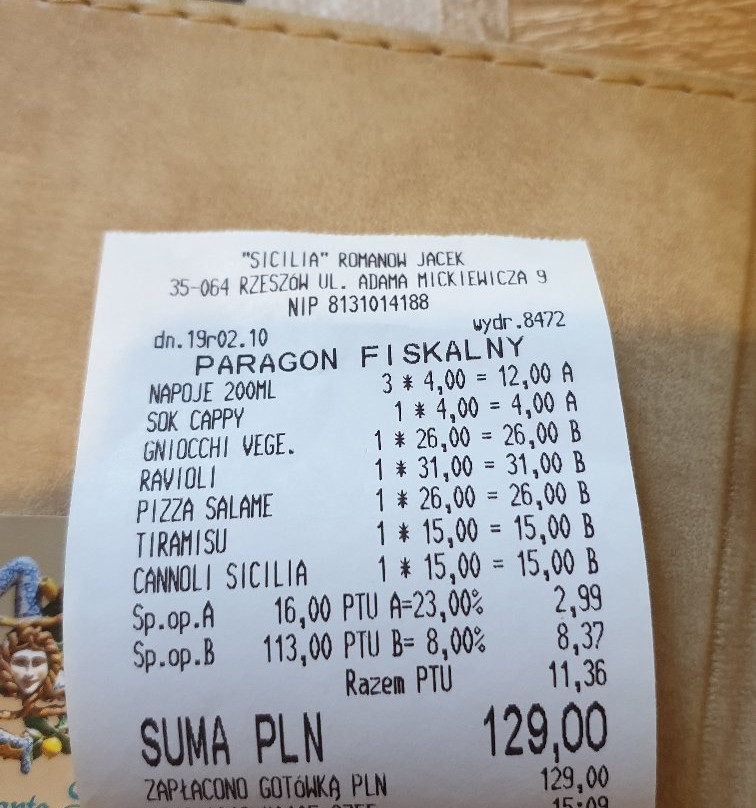 "SICILIA" ROMANOW JACEK
35-064 RZESZÓW UL. ADAMA MICKIEWICZA 9
NIP 8131014188
dn.19r02.10 wydr.8472
PARAGON FISKALNY
NAPOJE 200ML 3 * 4,00 = 12,00 A
SOK CAPPY 1 * 4,00 = 4,00 A
GNIOCCHI VEGE. 1 * 26,00 = 26,00 B
RAVIOLI 1 * 31,00 = 31,00 B
PIZZA SALAME 1 * 26,00 = 26,00 B
TIRAMISU 1 * 15,00 = 15,00 B
CANNOLI SICILIA 1 * 15,00 = 15,00 B
Sp.op.A 16,00 PTU A=23,00% 2,99
Sp.op.B 113,00 PTU B= 8,00% 8,37
Razem PTU 11,36
SUMA PLN 129,00
ZAPŁACONO GOTÓWKĄ PLN 129,00
15:09